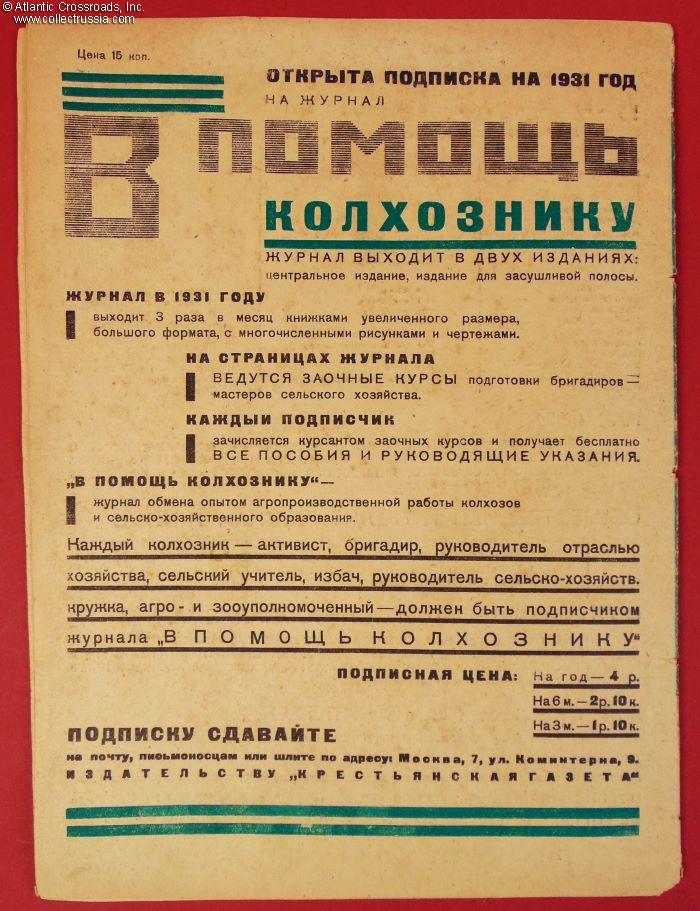 © Atlantic Crossroads, Inc.
www.collectrussia.com
Цена 15 коп.
ОТКРЫТА ПОДПИСКА НА 1931 ГОД
НА ЖУРНАЛ
В ПОМОЩЬ
КОЛХОЗНИКУ
ЖУРНАЛ ВЫХОДИТ В ДВУХ ИЗДАНИЯХ:
центральное издание, издание для засушливой полосы.
ЖУРНАЛ В 1931 ГОДУ
выходит 3 раза в месяц книжками увеличенного размера,
большого формата, с многочисленными рисунками и чертежами.
НА СТРАНИЦАХ ЖУРНАЛА
ВЕДУТСЯ ЗАОЧНЫЕ КУРСЫ подготовки бригадиров —
мастеров сельского хозяйства.
КАЖДЫЙ ПОДПИСЧИК
зачисляется курсантом заочных курсов и получает бесплатно
ВСЕ ПОСОБИЯ И РУКОВОДЯЩИЕ УКАЗАНИЯ.
„В ПОМОЩЬ КОЛХОЗНИКУ“—
журнал обмена опытом агропроизводственной работы колхозов
и сельско-хозяйственного образования.
Каждый колхозник — активист, бригадир, руководитель отраслью
хозяйства, сельский учитель, избач, руководитель сельско-хозяйств.
кружка, агро- и зооуполномоченный — должен быть подписчиком
журнала „В ПОМОЩЬ КОЛХОЗНИКУ“
ПОДПИСНАЯ ЦЕНА: На год — 4 р.
На 6 м. — 2 р. 10 к.
На 3 м. — 1 р. 10 к.
ПОДПИСКУ СДАВАЙТЕ
на почту, письмоносцам или шлите по адресу: Москва, 7, ул. Коминтерна, 9.
ИЗДАТЕЛЬСТВУ „КРЕСТЬЯНСКАЯ ГАЗЕТА“